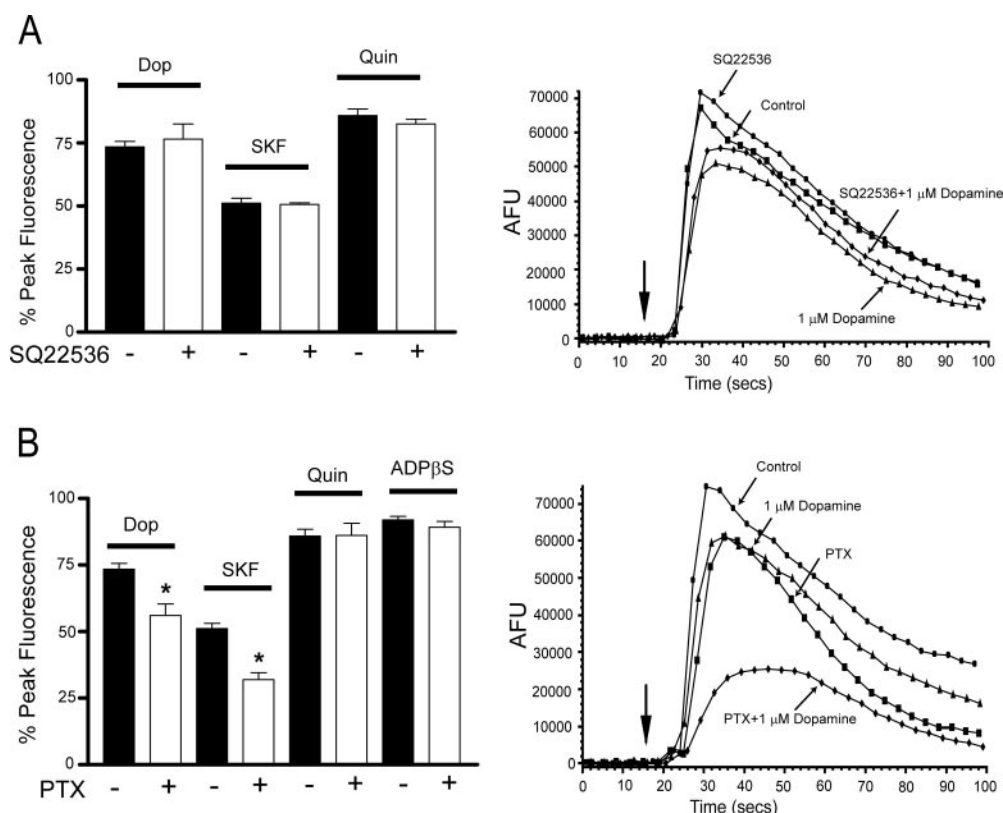 A
Dop
SKF
Quin
% Peak Fluorescence
100
75
50
25
0
- + - + - +
SQ22536
AFU
70000
60000
50000
40000
30000
20000
10000
0
SQ22536
Control
SQ22536+1 μM Dopamine
1 μM Dopamine
0 10 20 30 40 50 60 70 80 90 100
Time (secs)
B
Dop
SKF
Quin
ADPβS
% Peak Fluorescence
100
75
50
25
0
*
*
- + - + - + - +
PTX
AFU
70000
60000
50000
40000
30000
20000
10000
0
Control
1 μM Dopamine
PTX
PTX+1 μM Dopamine
0 10 20 30 40 50 60 70 80 90 100
Time (secs)